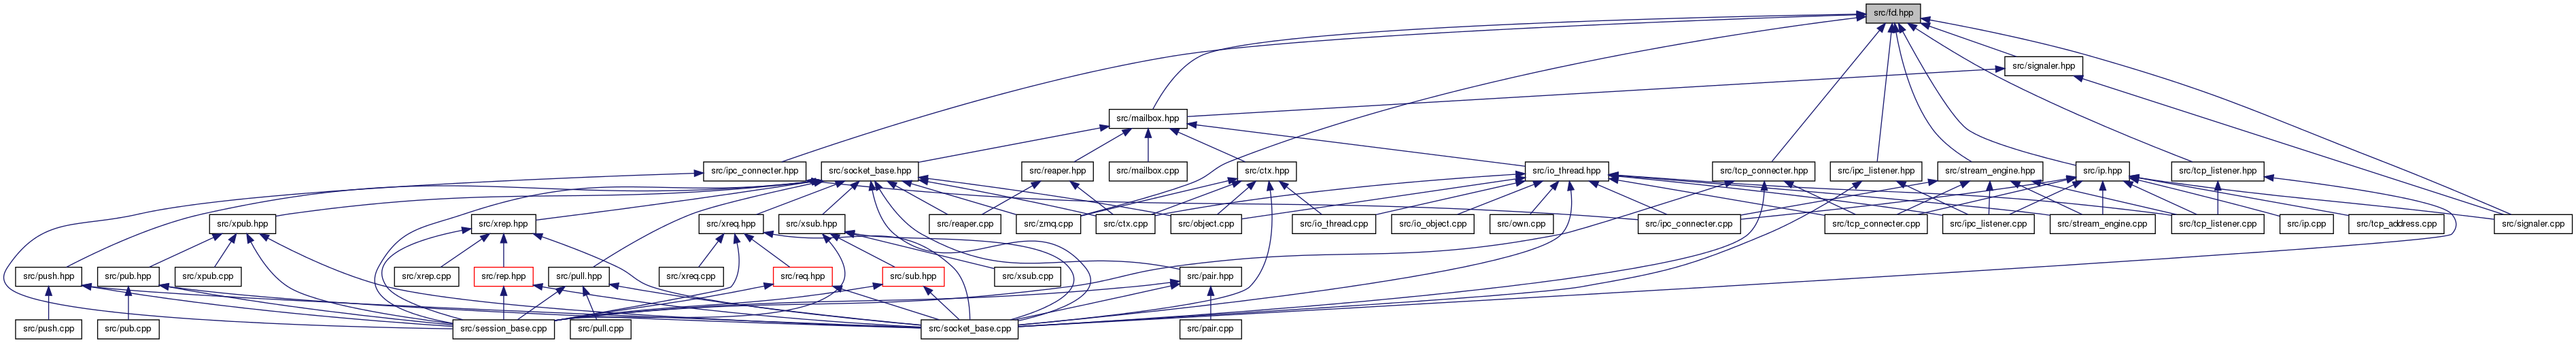 src/fd.hpp
src/signaler.hpp
src/mailbox.hpp
src/ipc_connecter.hpp
src/socket_base.hpp
src/reaper.hpp
src/mailbox.cpp
src/ctx.hpp
src/io_thread.hpp
src/tcp_connecter.hpp
src/ipc_listener.hpp
src/stream_engine.hpp
src/ip.hpp
src/tcp_listener.hpp
src/xpub.hpp
src/xrep.hpp
src/xreq.hpp
src/xsub.hpp
src/reaper.cpp
src/zmq.cpp
src/ctx.cpp
src/object.cpp
src/io_thread.cpp
src/io_object.cpp
src/own.cpp
src/ipc_connecter.cpp
src/tcp_connecter.cpp
src/ipc_listener.cpp
src/stream_engine.cpp
src/tcp_listener.cpp
src/ip.cpp
src/tcp_address.cpp
src/signaler.cpp
src/push.hpp
src/pub.hpp
src/xpub.cpp
src/xrep.cpp
src/rep.hpp
src/pull.hpp
src/xreq.cpp
src/req.hpp
src/sub.hpp
src/xsub.cpp
src/pair.hpp
src/push.cpp
src/pub.cpp
src/session_base.cpp
src/pull.cpp
src/socket_base.cpp
src/pair.cpp